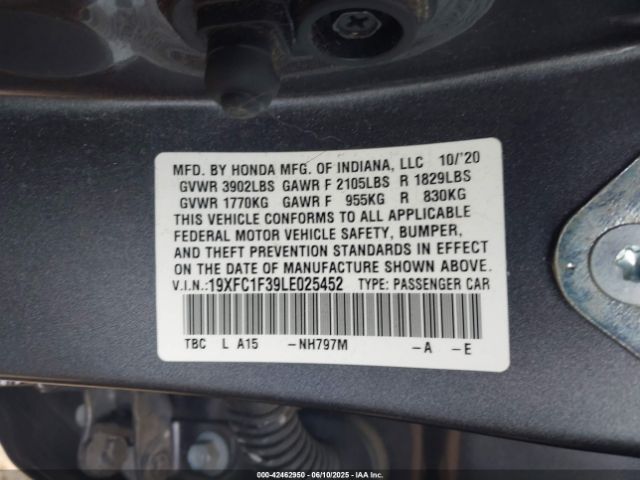 MFD. BY HONDA MFG. OF INDIANA, LLC 10/'20
GVWR 3902LBS GAWR F 2105LBS R 1829LBS
GVWR 1770KG GAWR F 955KG R 830KG
THIS VEHICLE CONFORMS TO ALL APPLICABLE
FEDERAL MOTOR VEHICLE SAFETY, BUMPER,
AND THEFT PREVENTION STANDARDS IN EFFECT
ON THE DATE OF MANUFACTURE SHOWN ABOVE.
V.I.N.:19XFC1F39LE025452 TYPE: PASSENGER CAR
TBC L A15 -NH797M -A -E
000-42462950 - 06/10/2025 - IAA Inc.